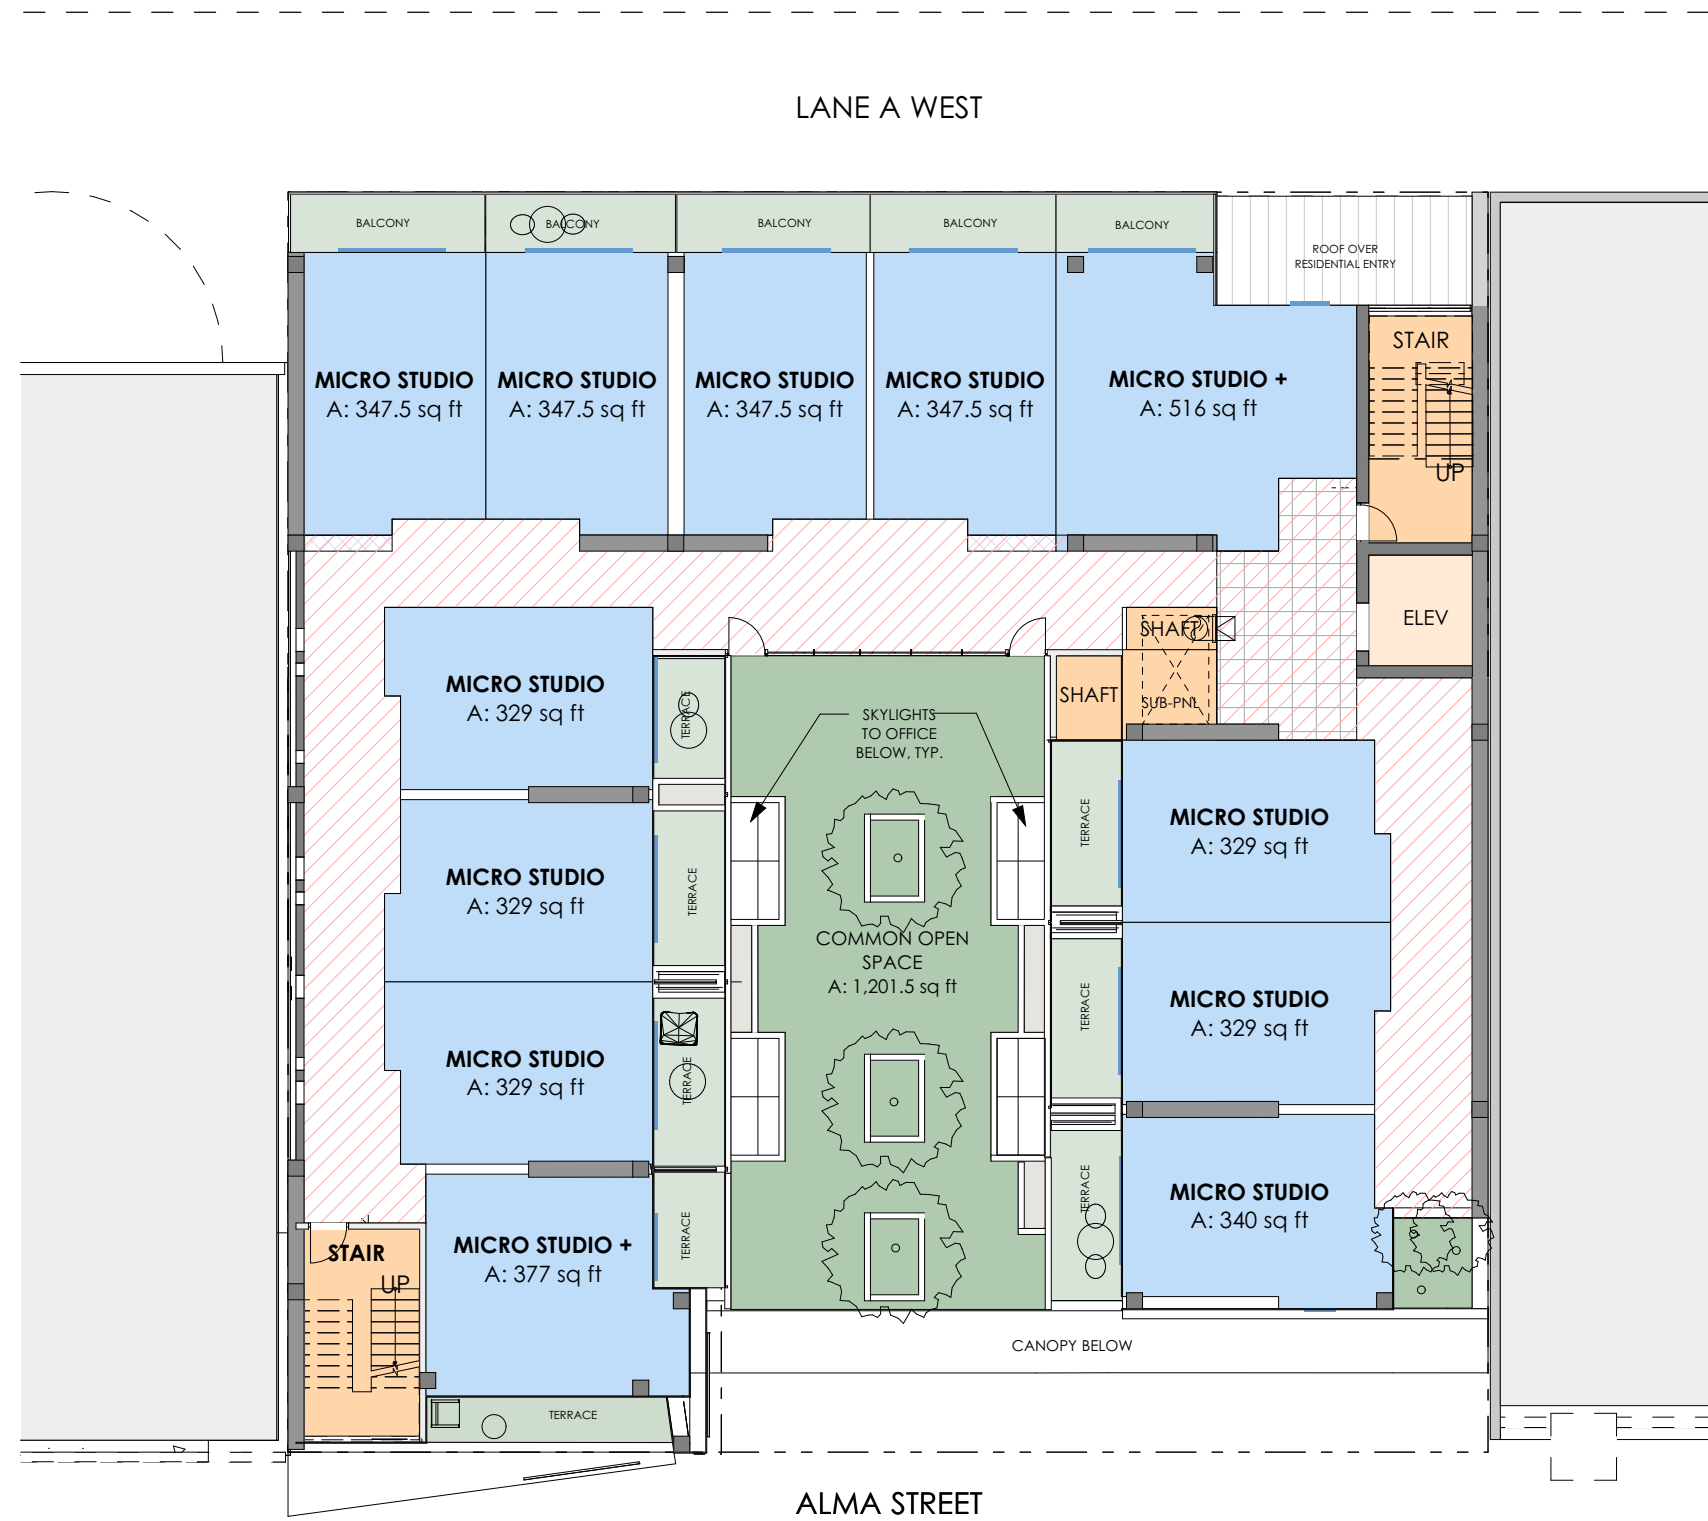 LANE A WEST
BALCONY
BALCONY
BALCONY
BALCONY
BALCONY
ROOF OVER
RESIDENTIAL ENTRY
STAIR
UP
MICRO STUDIO
A: 347.5 sq ft
MICRO STUDIO
A: 347.5 sq ft
MICRO STUDIO
A: 347.5 sq ft
MICRO STUDIO
A: 347.5 sq ft
MICRO STUDIO +
A: 516 sq ft
ELEV
SHAFT
SHAFT
SUB-PNL
MICRO STUDIO
A: 329 sq ft
TERRACE
SKYLIGHTS
TO OFFICE
BELOW, TYP.
TERRACE
MICRO STUDIO
A: 329 sq ft
MICRO STUDIO
A: 329 sq ft
TERRACE
COMMON OPEN
SPACE
A: 1,201.5 sq ft
TERRACE
MICRO STUDIO
A: 329 sq ft
MICRO STUDIO
A: 329 sq ft
TERRACE
TERRACE
MICRO STUDIO
A: 340 sq ft
STAIR
UP
MICRO STUDIO +
A: 377 sq ft
TERRACE
CANOPY BELOW
TERRACE
ALMA STREET